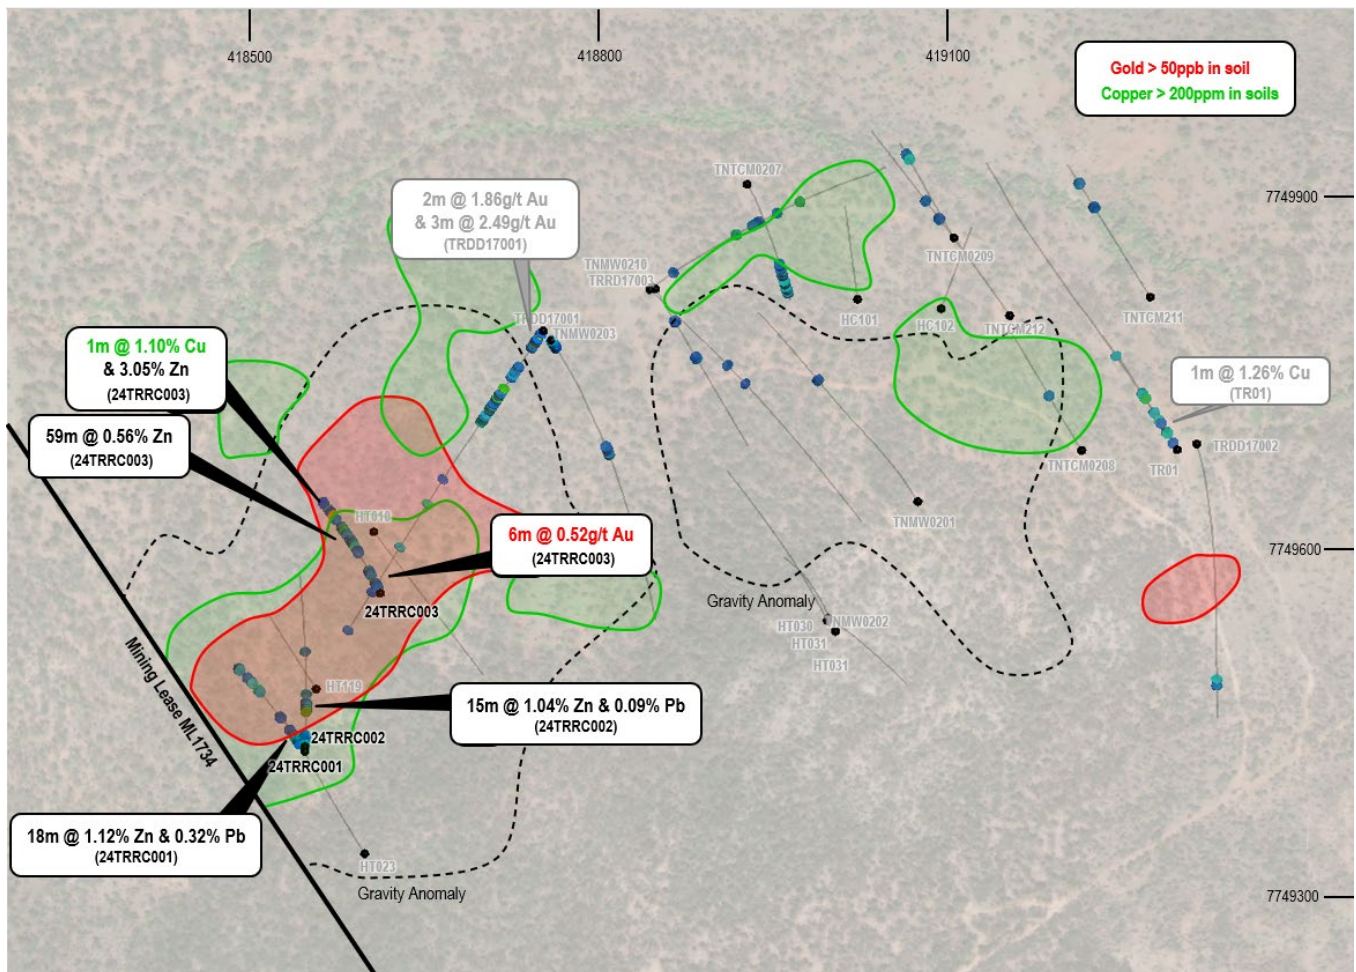 418500
418800
419100
Gold > 50ppb in soil
Copper > 200ppm in soils
TNTCM0207
7749900
2m @ 1.86g/t Au
& 3m @ 2.49g/t Au
(TRDD17001)
TNTCM0209
TNMW0210
TRRD17003
TNTCM211
HC101
HC102
TNTCM212
TRDD17001
TNMW0203
1m @ 1.10% Cu
& 3.05% Zn
(24TRRC003)
1m @ 1.26% Cu
(TR01)
59m @ 0.56% Zn
(24TRRC003)
TRDD17002
TNTCM0208
TR01
HT010
TNMW0201
6m @ 0.52g/t Au
(24TRRC003)
7749600
24TRRC003
Gravity Anomaly
HT030
TNMW0202
HT031
HT031
Mining Lease ML1734
HT119
15m @ 1.04% Zn & 0.09% Pb
(24TRRC002)
24TRRC002
24TRRC001
18m @ 1.12% Zn & 0.32% Pb
(24TRRC001)
HT023
Gravity Anomaly
7749300